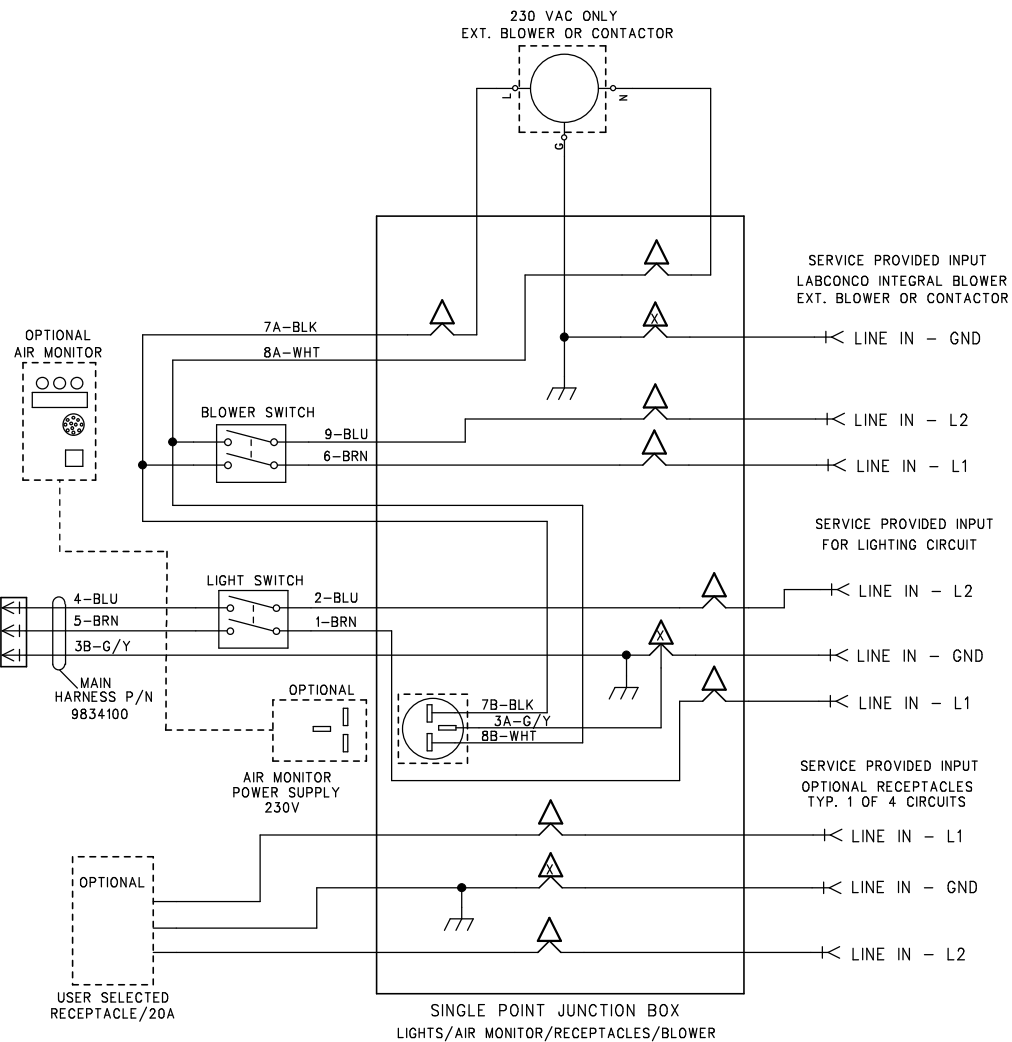 230 VAC ONLY
EXT. BLOWER OR CONTACTOR
L
N
G
SERVICE PROVIDED INPUT
LABCONCO INTEGRAL BLOWER
EXT. BLOWER OR CONTACTOR
X
7A-BLK
LINE IN - GND
OPTIONAL
AIR MONITOR
8A-WHT
BLOWER SWITCH
LINE IN - L2
9-BLU
6-BRN
LINE IN - L1
SERVICE PROVIDED INPUT
FOR LIGHTING CIRCUIT
LIGHT SWITCH
LINE IN - L2
4-BLU
2-BLU
5-BRN
1-BRN
X
3B-G/Y
LINE IN - GND
MAIN
HARNESS P/N
9834100
OPTIONAL
LINE IN - L1
7B-BLK
3A-G/Y
8B-WHT
AIR MONITOR
POWER SUPPLY
230V
SERVICE PROVIDED INPUT
OPTIONAL RECEPTACLES
TYP. 1 OF 4 CIRCUITS
LINE IN - L1
X
OPTIONAL
LINE IN - GND
LINE IN - L2
USER SELECTED
RECEPTACLE/20A
SINGLE POINT JUNCTION BOX
LIGHTS/AIR MONITOR/RECEPTACLES/BLOWER